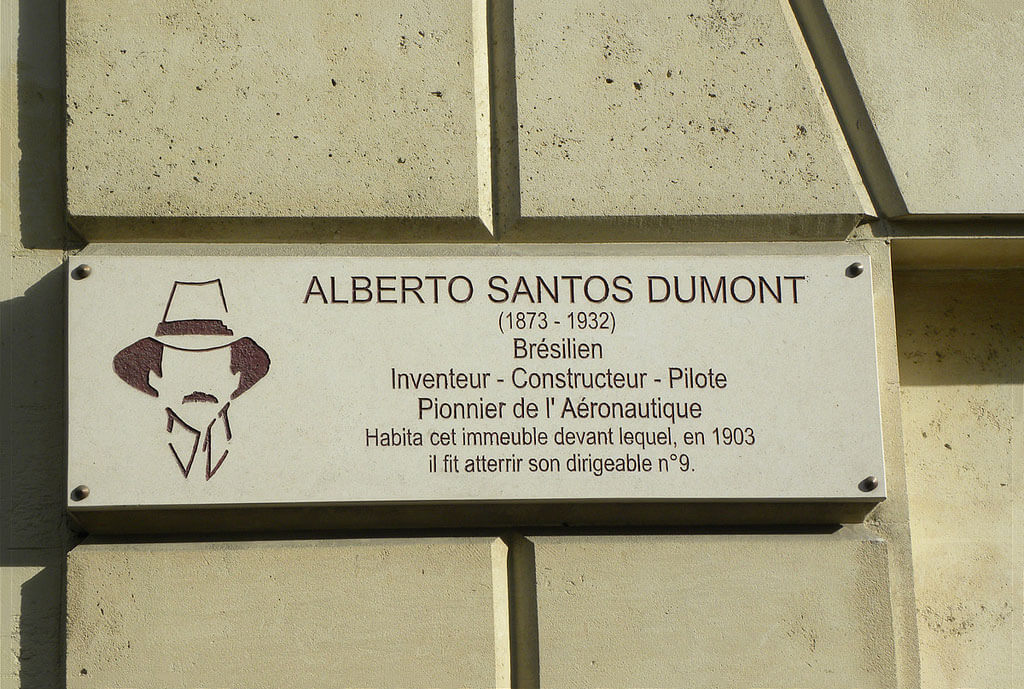 ALBERTO SANTOS DUMONT
(1873 - 1932)
Brésilien
Inventeur - Constructeur - Pilote
Pionnier de l' Aéronautique
Habita cet immeuble devant lequel, en 1903
il fit atterrir son dirigeable n°9.